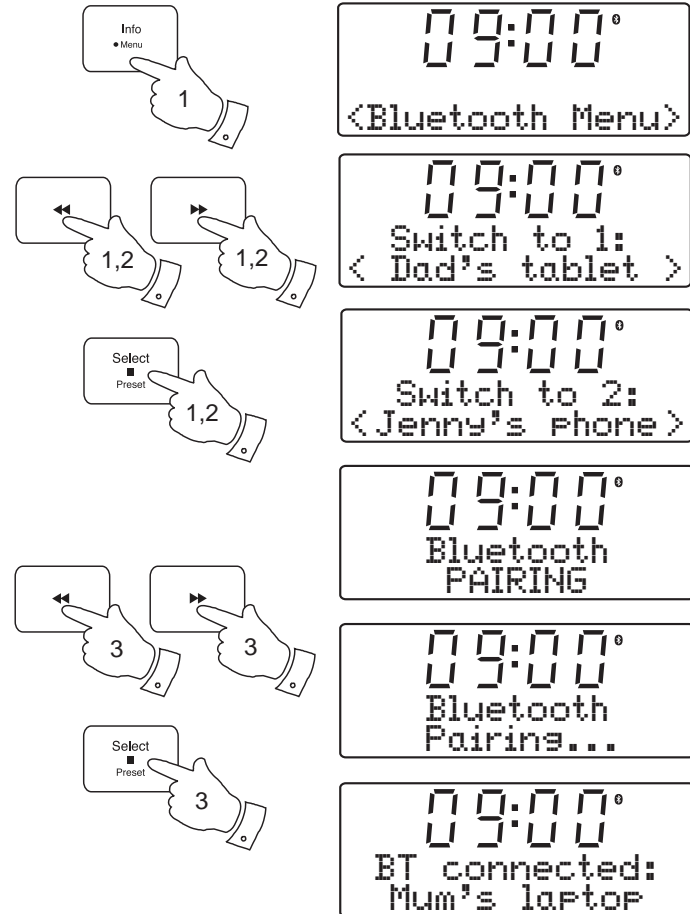 Info
• Menu
1
09:00
<Bluetooth Menu>
1,2
1,2
09:00
Switch to 1:
< Dad's tablet >
Select
Preset
1,2
09:00
Switch to 2:
<Jenny's phone>
09:00
Bluetooth
PAIRING
3
3
09:00
Bluetooth
Pairing...
Select
Preset
3
09:00
BT connected:
Mum's laptop